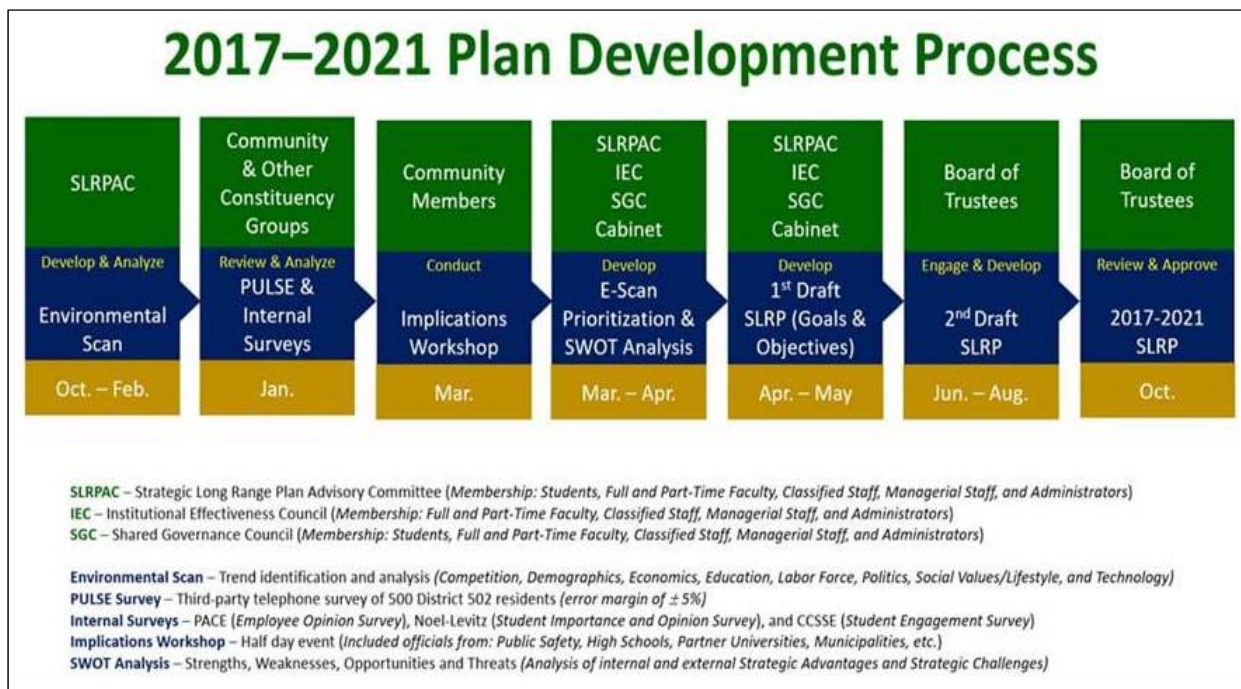 2017–2021 Plan Development Process
SLRPAC
Develop & Analyze
Environmental
Scan
Oct. – Feb.
Community
& Other
Constituency
Groups
Review & Analyze
PULSE &
Internal
Surveys
Jan.
Community
Members
Conduct
Implications
Workshop
Mar.
SLRPAC
IEC
SGC
Cabinet
Develop
E-Scan
Prioritization &
SWOT Analysis
Mar. – Apr.
SLRPAC
IEC
SGC
Cabinet
Develop
1st Draft
SLRP (Goals &
Objectives)
Apr. – May
Board of
Trustees
Engage & Develop
2nd Draft
SLRP
Jun. – Aug.
Board of
Trustees
Review & Approve
2017-2021
SLRP
Oct.
SLRPAC – Strategic Long Range Plan Advisory Committee (Membership: Students, Full and Part-Time Faculty, Classified Staff, Managerial Staff, and Administrators)
IEC – Institutional Effectiveness Council (Membership: Full and Part-Time Faculty, Classified Staff, Managerial Staff, and Administrators)
SGC – Shared Governance Council (Membership: Students, Full and Part-Time Faculty, Classified Staff, Managerial Staff, and Administrators)
Environmental Scan – Trend identification and analysis (Competition, Demographics, Economics, Education, Labor Force, Politics, Social Values/Lifestyle, and Technology)
PULSE Survey – Third-party telephone survey of 500 District 502 residents (error margin of ±5%)
Internal Surveys – PACE (Employee Opinion Survey), Noel-Levitz (Student Importance and Opinion Survey), and CCSSE (Student Engagement Survey)
Implications Workshop – Half day event (Included officials from: Public Safety, High Schools, Partner Universities, Municipalities, etc.)
SWOT Analysis – Strengths, Weaknesses, Opportunities and Threats (Analysis of internal and external Strategic Advantages and Strategic Challenges)